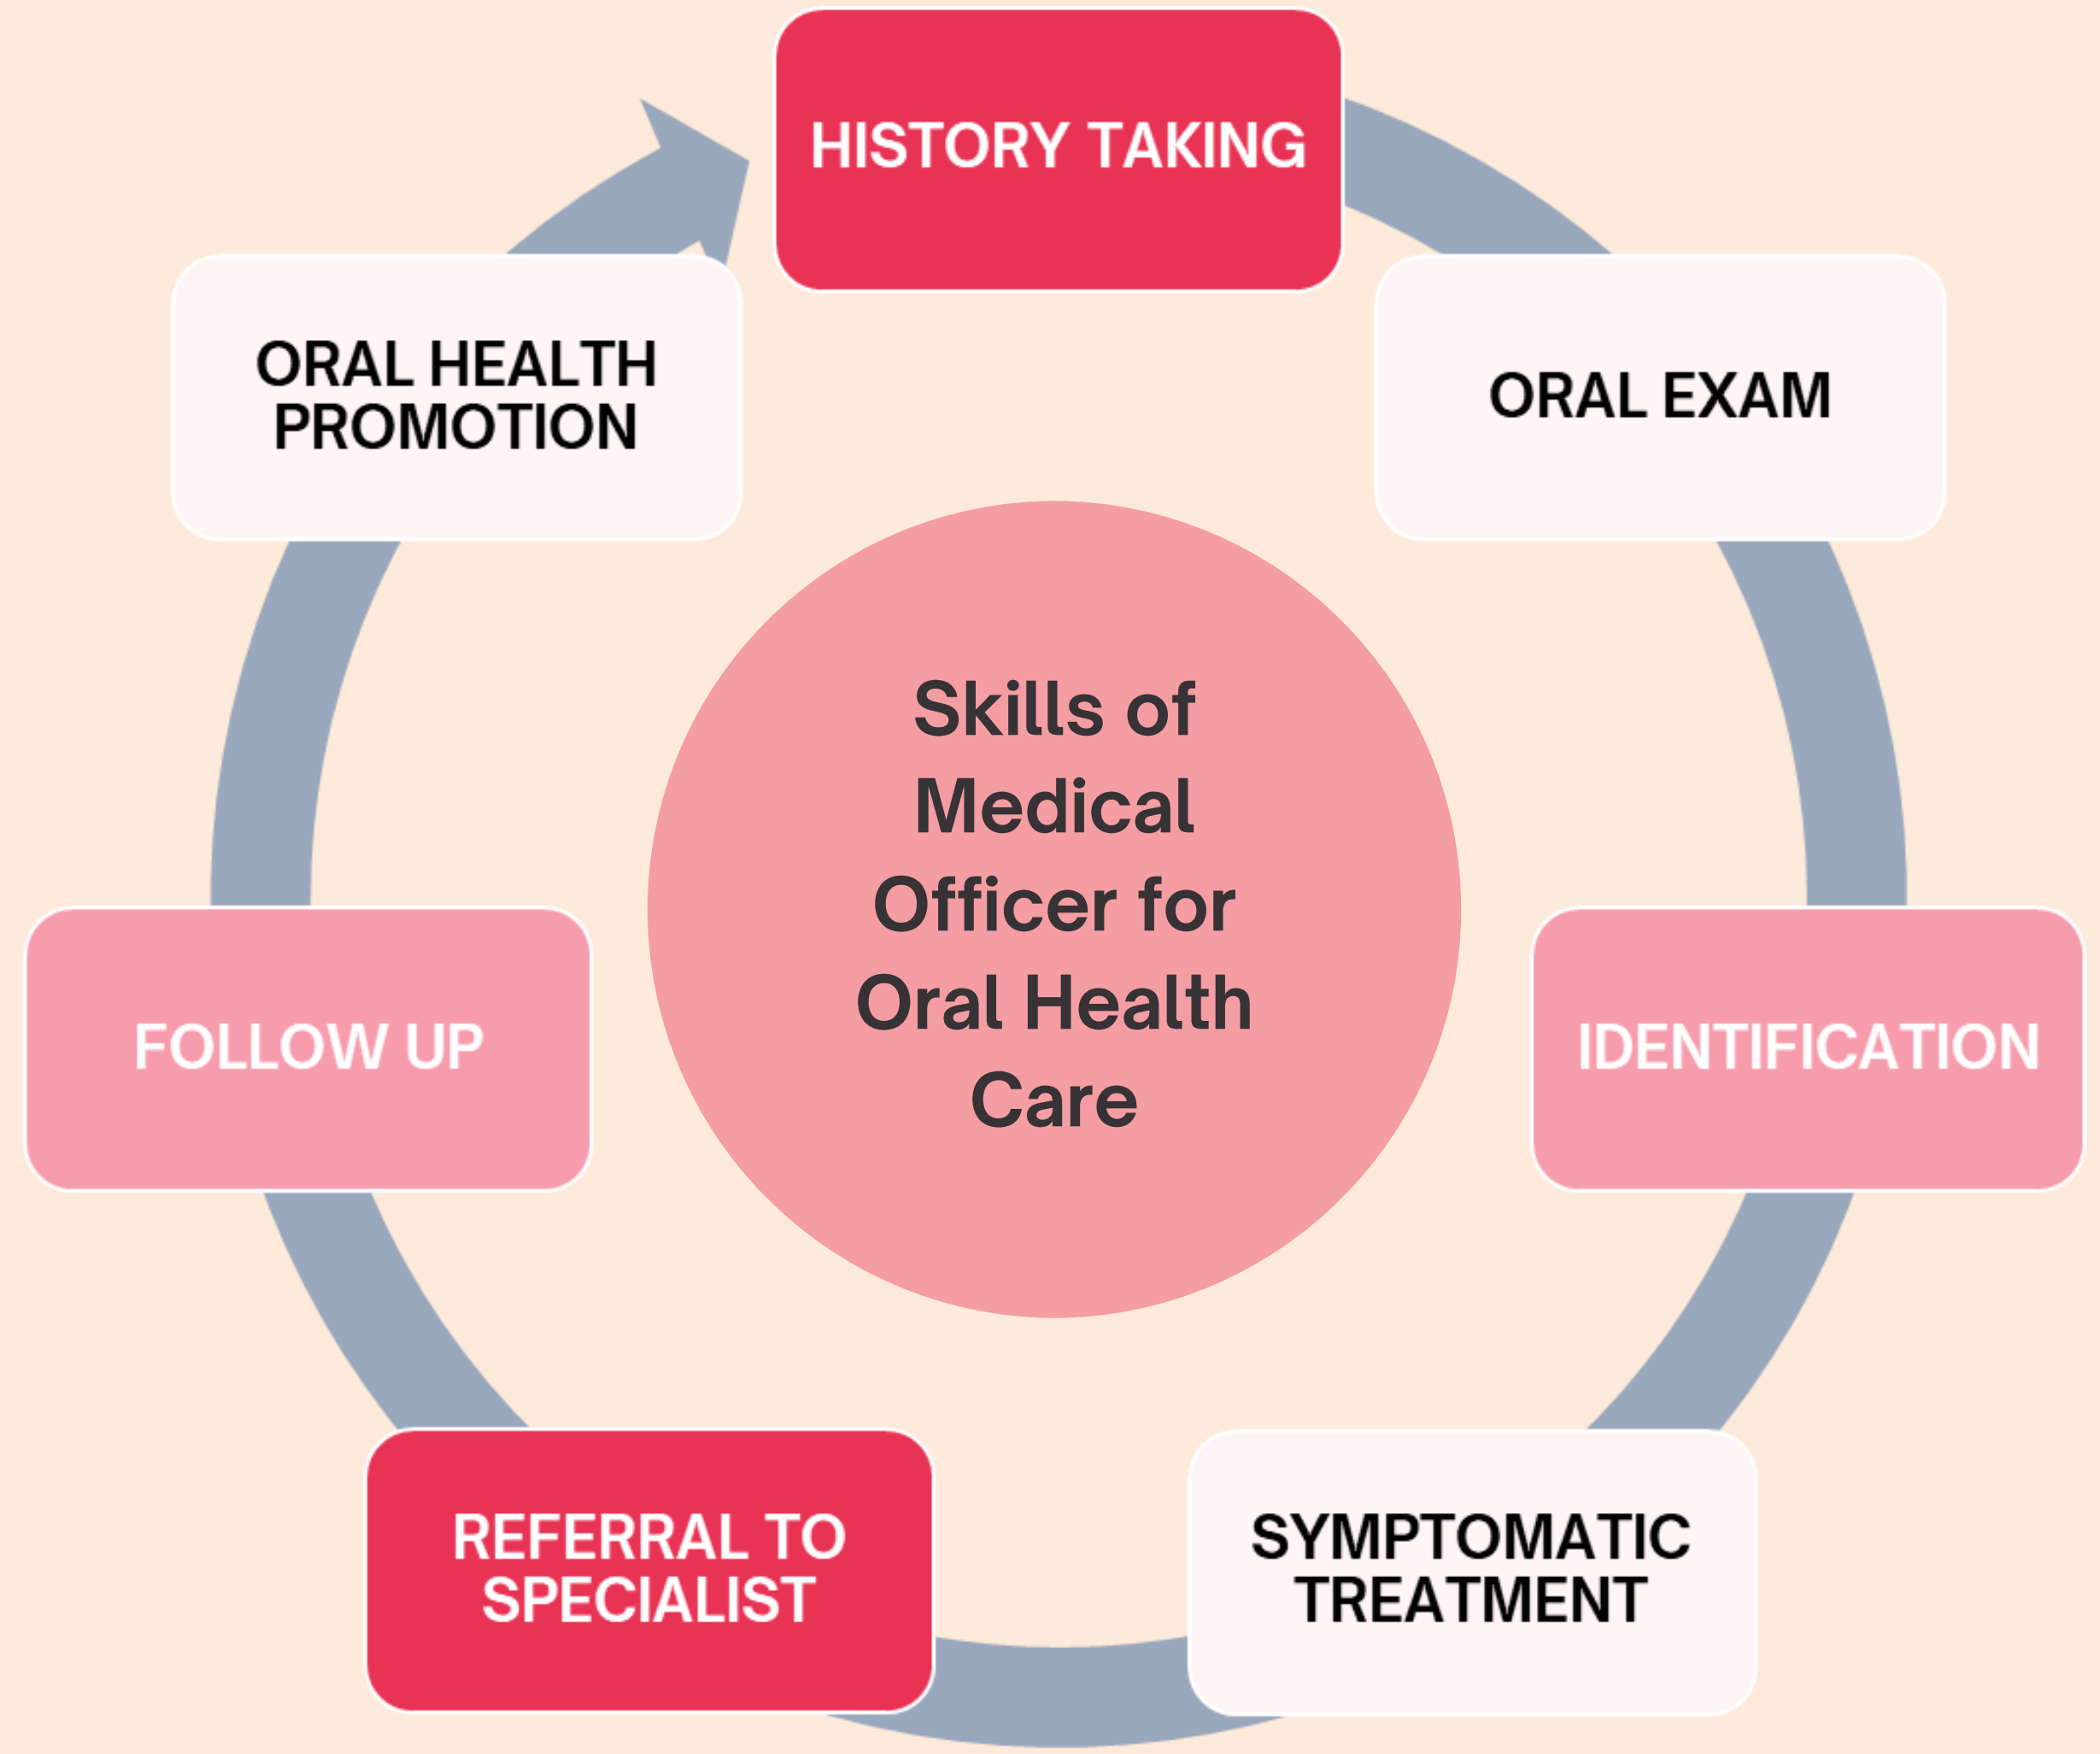 HISTORY TAKING
ORAL EXAM
IDENTIFICATION
SYMPTOMATIC
TREATMENT
REFERRAL TO
SPECIALIST
FOLLOW UP
ORAL HEALTH
PROMOTION
Skills of
Medical
Officer for
Oral Health
Care